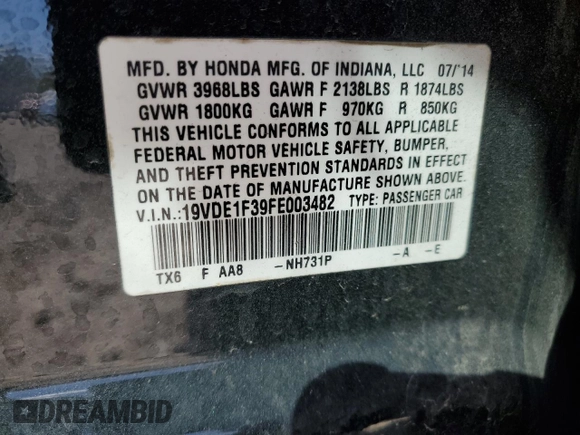 MFD. BY HONDA MFG. OF INDIANA, LLC 07/'14
GVWR 3968LBS GAWR F 2138LBS R 1874LBS
GVWR 1800KG GAWR F 970KG R 850KG
THIS VEHICLE CONFORMS TO ALL APPLICABLE
FEDERAL MOTOR VEHICLE SAFETY, BUMPER,
AND THEFT PREVENTION STANDARDS IN EFFECT
ON THE DATE OF MANUFACTURE SHOWN ABOVE.
V.I.N.:19VDE1F39FE003482 TYPE: PASSENGER CAR
TX6 F AA8 -NH731P -A -E
DREAMBID